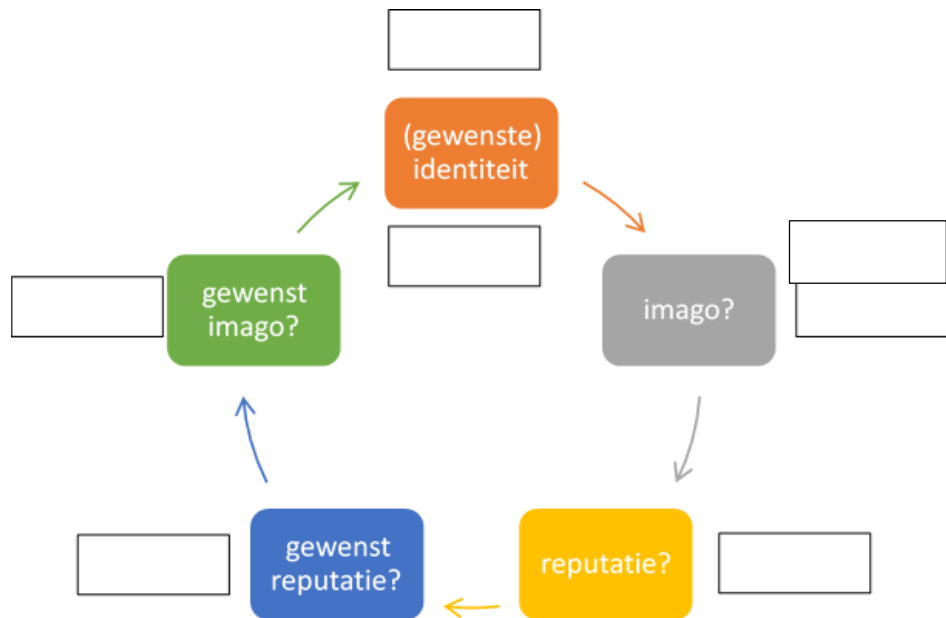 (gewenste)
identiteit
imago?
reputatie?
gewenst
reputatie?
gewenst
imago?